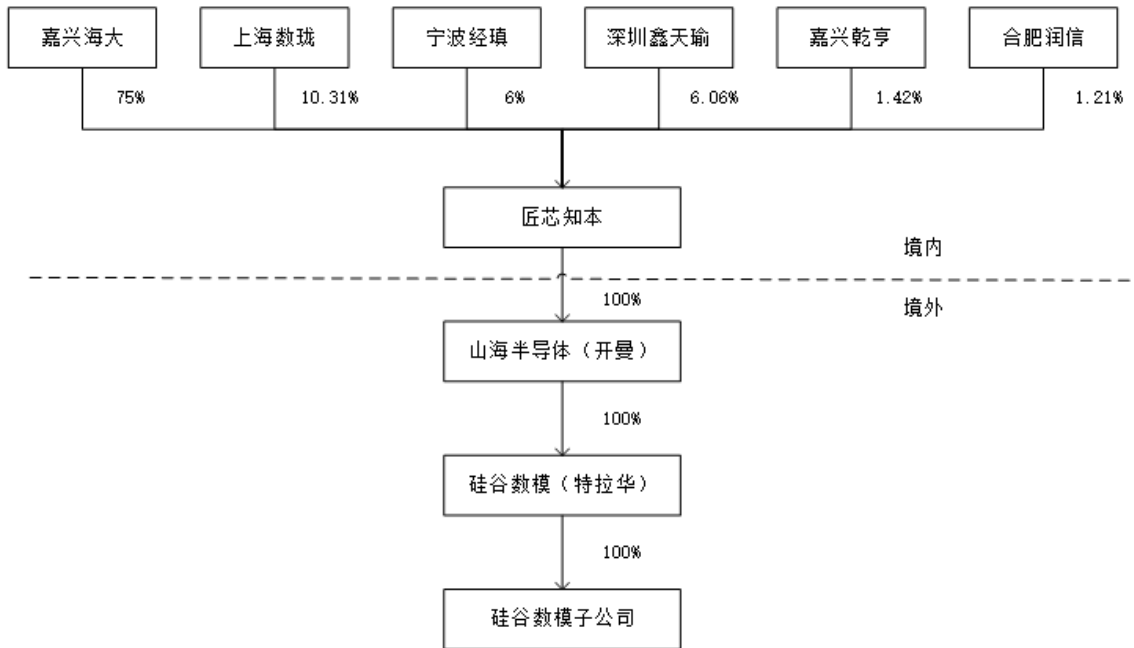 嘉兴海大 上海数珑 宁波经瑱 深圳鑫天瑜 嘉兴乾亨 合肥润信
75% 10.31% 6% 6.06% 1.42% 1.21%
匠芯知本
境内
100%
境外
山海半导体（开曼）
100%
硅谷数模（特拉华）
100%
硅谷数模子公司